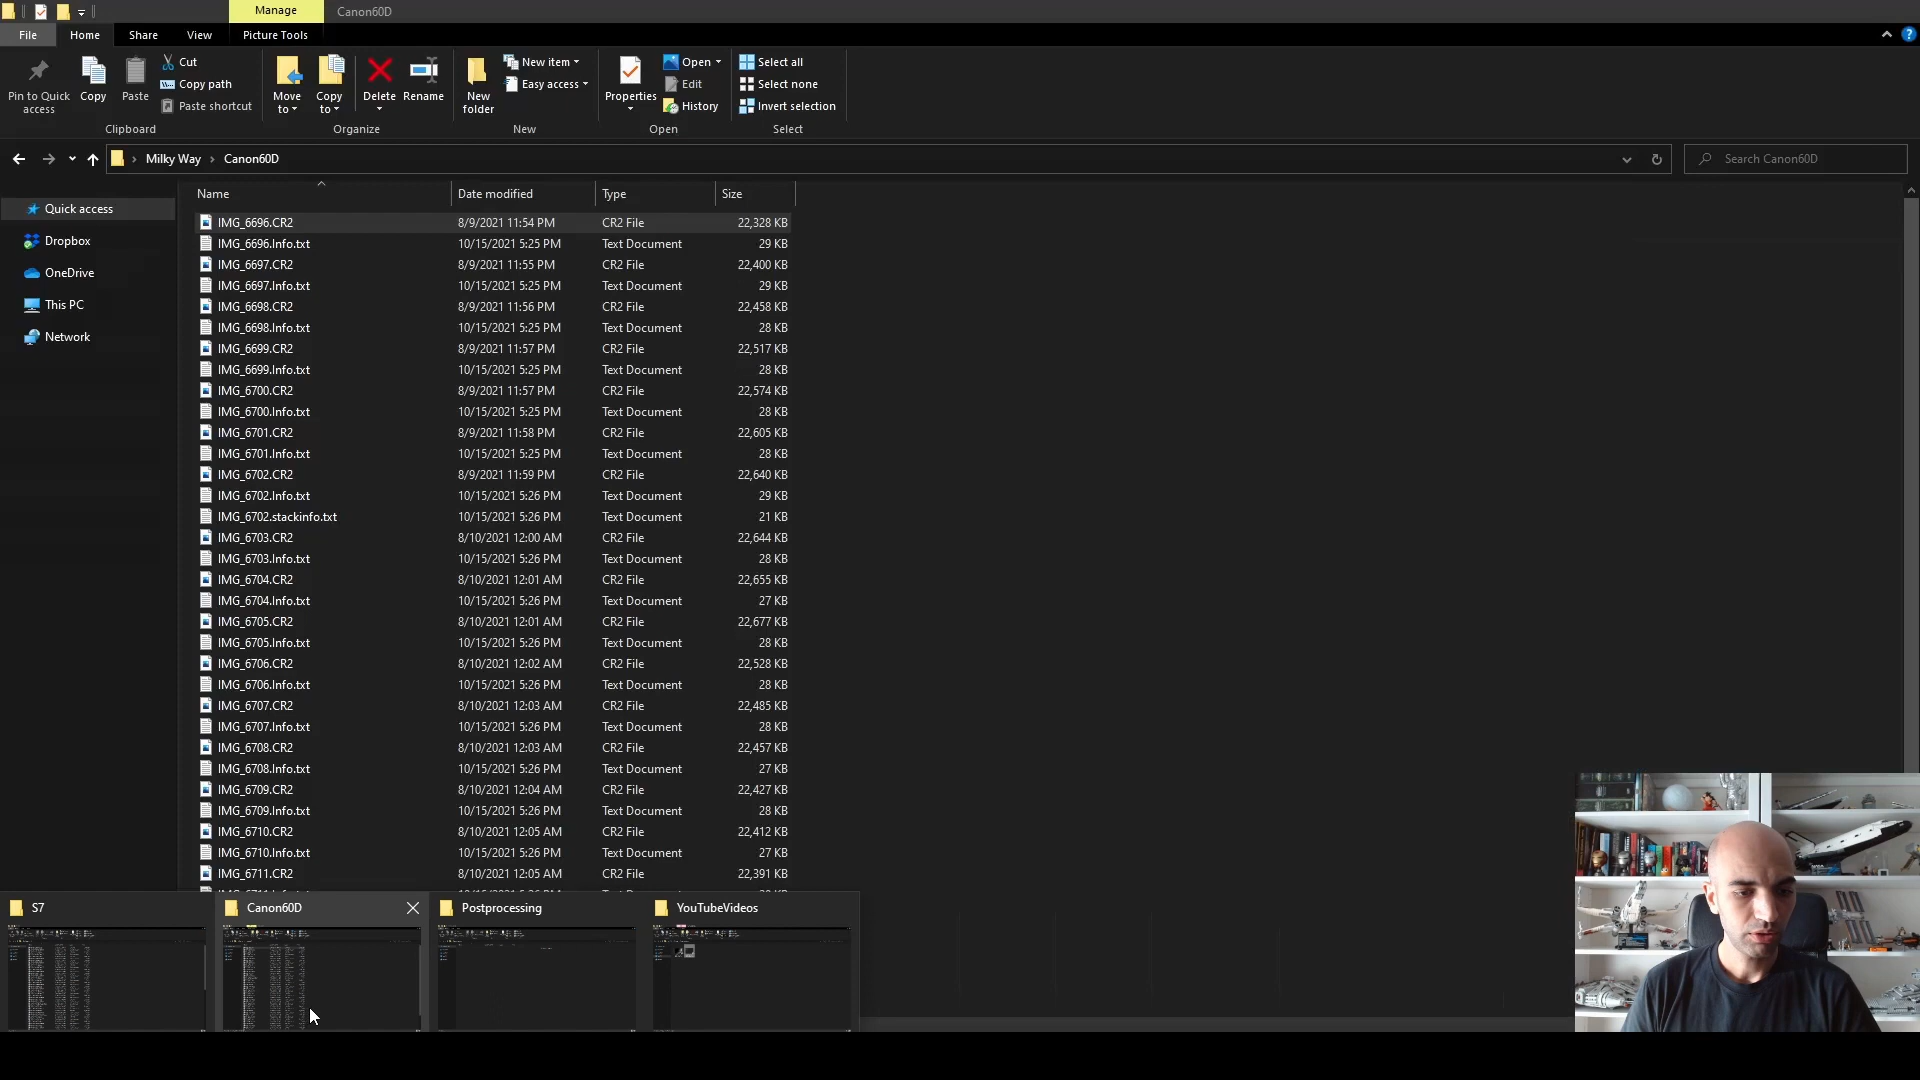 Manage Canon60D
File Home Share View Picture Tools
Pin to Quick access Copy Paste Cut Copy path Paste shortcut
Move to Copy to Delete Rename
New folder New item Easy access
Properties Open Edit History
Select all Select none Invert selection
Clipboard Organize New Open Select
Milky Way Canon60D Search Canon60D
Quick access
Dropbox
OneDrive
This PC
Network
Name Date modified Type Size
IMG_6696.CR2 8/9/2021 11:54 PM CR2 File 22,328 KB
IMG_6696.Info.txt 10/15/2021 5:25 PM Text Document 29 KB
IMG_6697.CR2 8/9/2021 11:55 PM CR2 File 22,400 KB
IMG_6697.Info.txt 10/15/2021 5:25 PM Text Document 29 KB
IMG_6698.CR2 8/9/2021 11:56 PM CR2 File 22,458 KB
IMG_6698.Info.txt 10/15/2021 5:25 PM Text Document 28 KB
IMG_6699.CR2 8/9/2021 11:57 PM CR2 File 22,517 KB
IMG_6699.Info.txt 10/15/2021 5:25 PM Text Document 28 KB
IMG_6700.CR2 8/9/2021 11:57 PM CR2 File 22,574 KB
IMG_6700.Info.txt 10/15/2021 5:25 PM Text Document 28 KB
IMG_6701.CR2 8/9/2021 11:58 PM CR2 File 22,605 KB
IMG_6701.Info.txt 10/15/2021 5:25 PM Text Document 28 KB
IMG_6702.CR2 8/9/2021 11:59 PM CR2 File 22,640 KB
IMG_6702.Info.txt 10/15/2021 5:26 PM Text Document 29 KB
IMG_6702.stackinfo.txt 10/15/2021 5:26 PM Text Document 21 KB
IMG_6703.CR2 8/10/2021 12:00 AM CR2 File 22,644 KB
IMG_6703.Info.txt 10/15/2021 5:26 PM Text Document 28 KB
IMG_6704.CR2 8/10/2021 12:01 AM CR2 File 22,655 KB
IMG_6704.Info.txt 10/15/2021 5:26 PM Text Document 27 KB
IMG_6705.CR2 8/10/2021 12:01 AM CR2 File 22,677 KB
IMG_6705.Info.txt 10/15/2021 5:26 PM Text Document 28 KB
IMG_6706.CR2 8/10/2021 12:02 AM CR2 File 22,528 KB
IMG_6706.Info.txt 10/15/2021 5:26 PM Text Document 28 KB
IMG_6707.CR2 8/10/2021 12:03 AM CR2 File 22,485 KB
IMG_6707.Info.txt 10/15/2021 5:26 PM Text Document 28 KB
IMG_6708.CR2 8/10/2021 12:03 AM CR2 File 22,457 KB
IMG_6708.Info.txt 10/15/2021 5:26 PM Text Document 27 KB
IMG_6709.CR2 8/10/2021 12:04 AM CR2 File 22,427 KB
IMG_6709.Info.txt 10/15/2021 5:26 PM Text Document 28 KB
IMG_6710.CR2 8/10/2021 12:05 AM CR2 File 22,412 KB
IMG_6710.Info.txt 10/15/2021 5:26 PM Text Document 27 KB
IMG_6711.CR2 8/10/2021 12:05 AM CR2 File 22,391 KB
S7 Canon60D Postprocessing YouTubeVideos